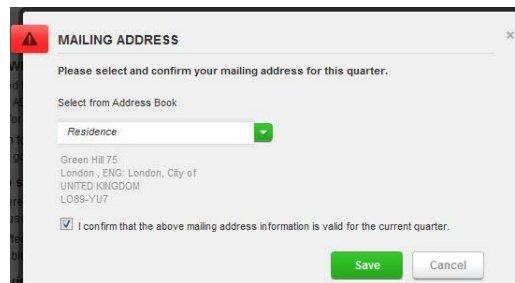 MAILING ADDRESS
×
Please select and confirm your mailing address for this quarter.
Select from Address Book
Residence
Green Hill 75
London , ENG: London, City of
UNITED KINGDOM
LO89-YU7
I confirm that the above mailing address information is valid for the current quarter.
Save Cancel